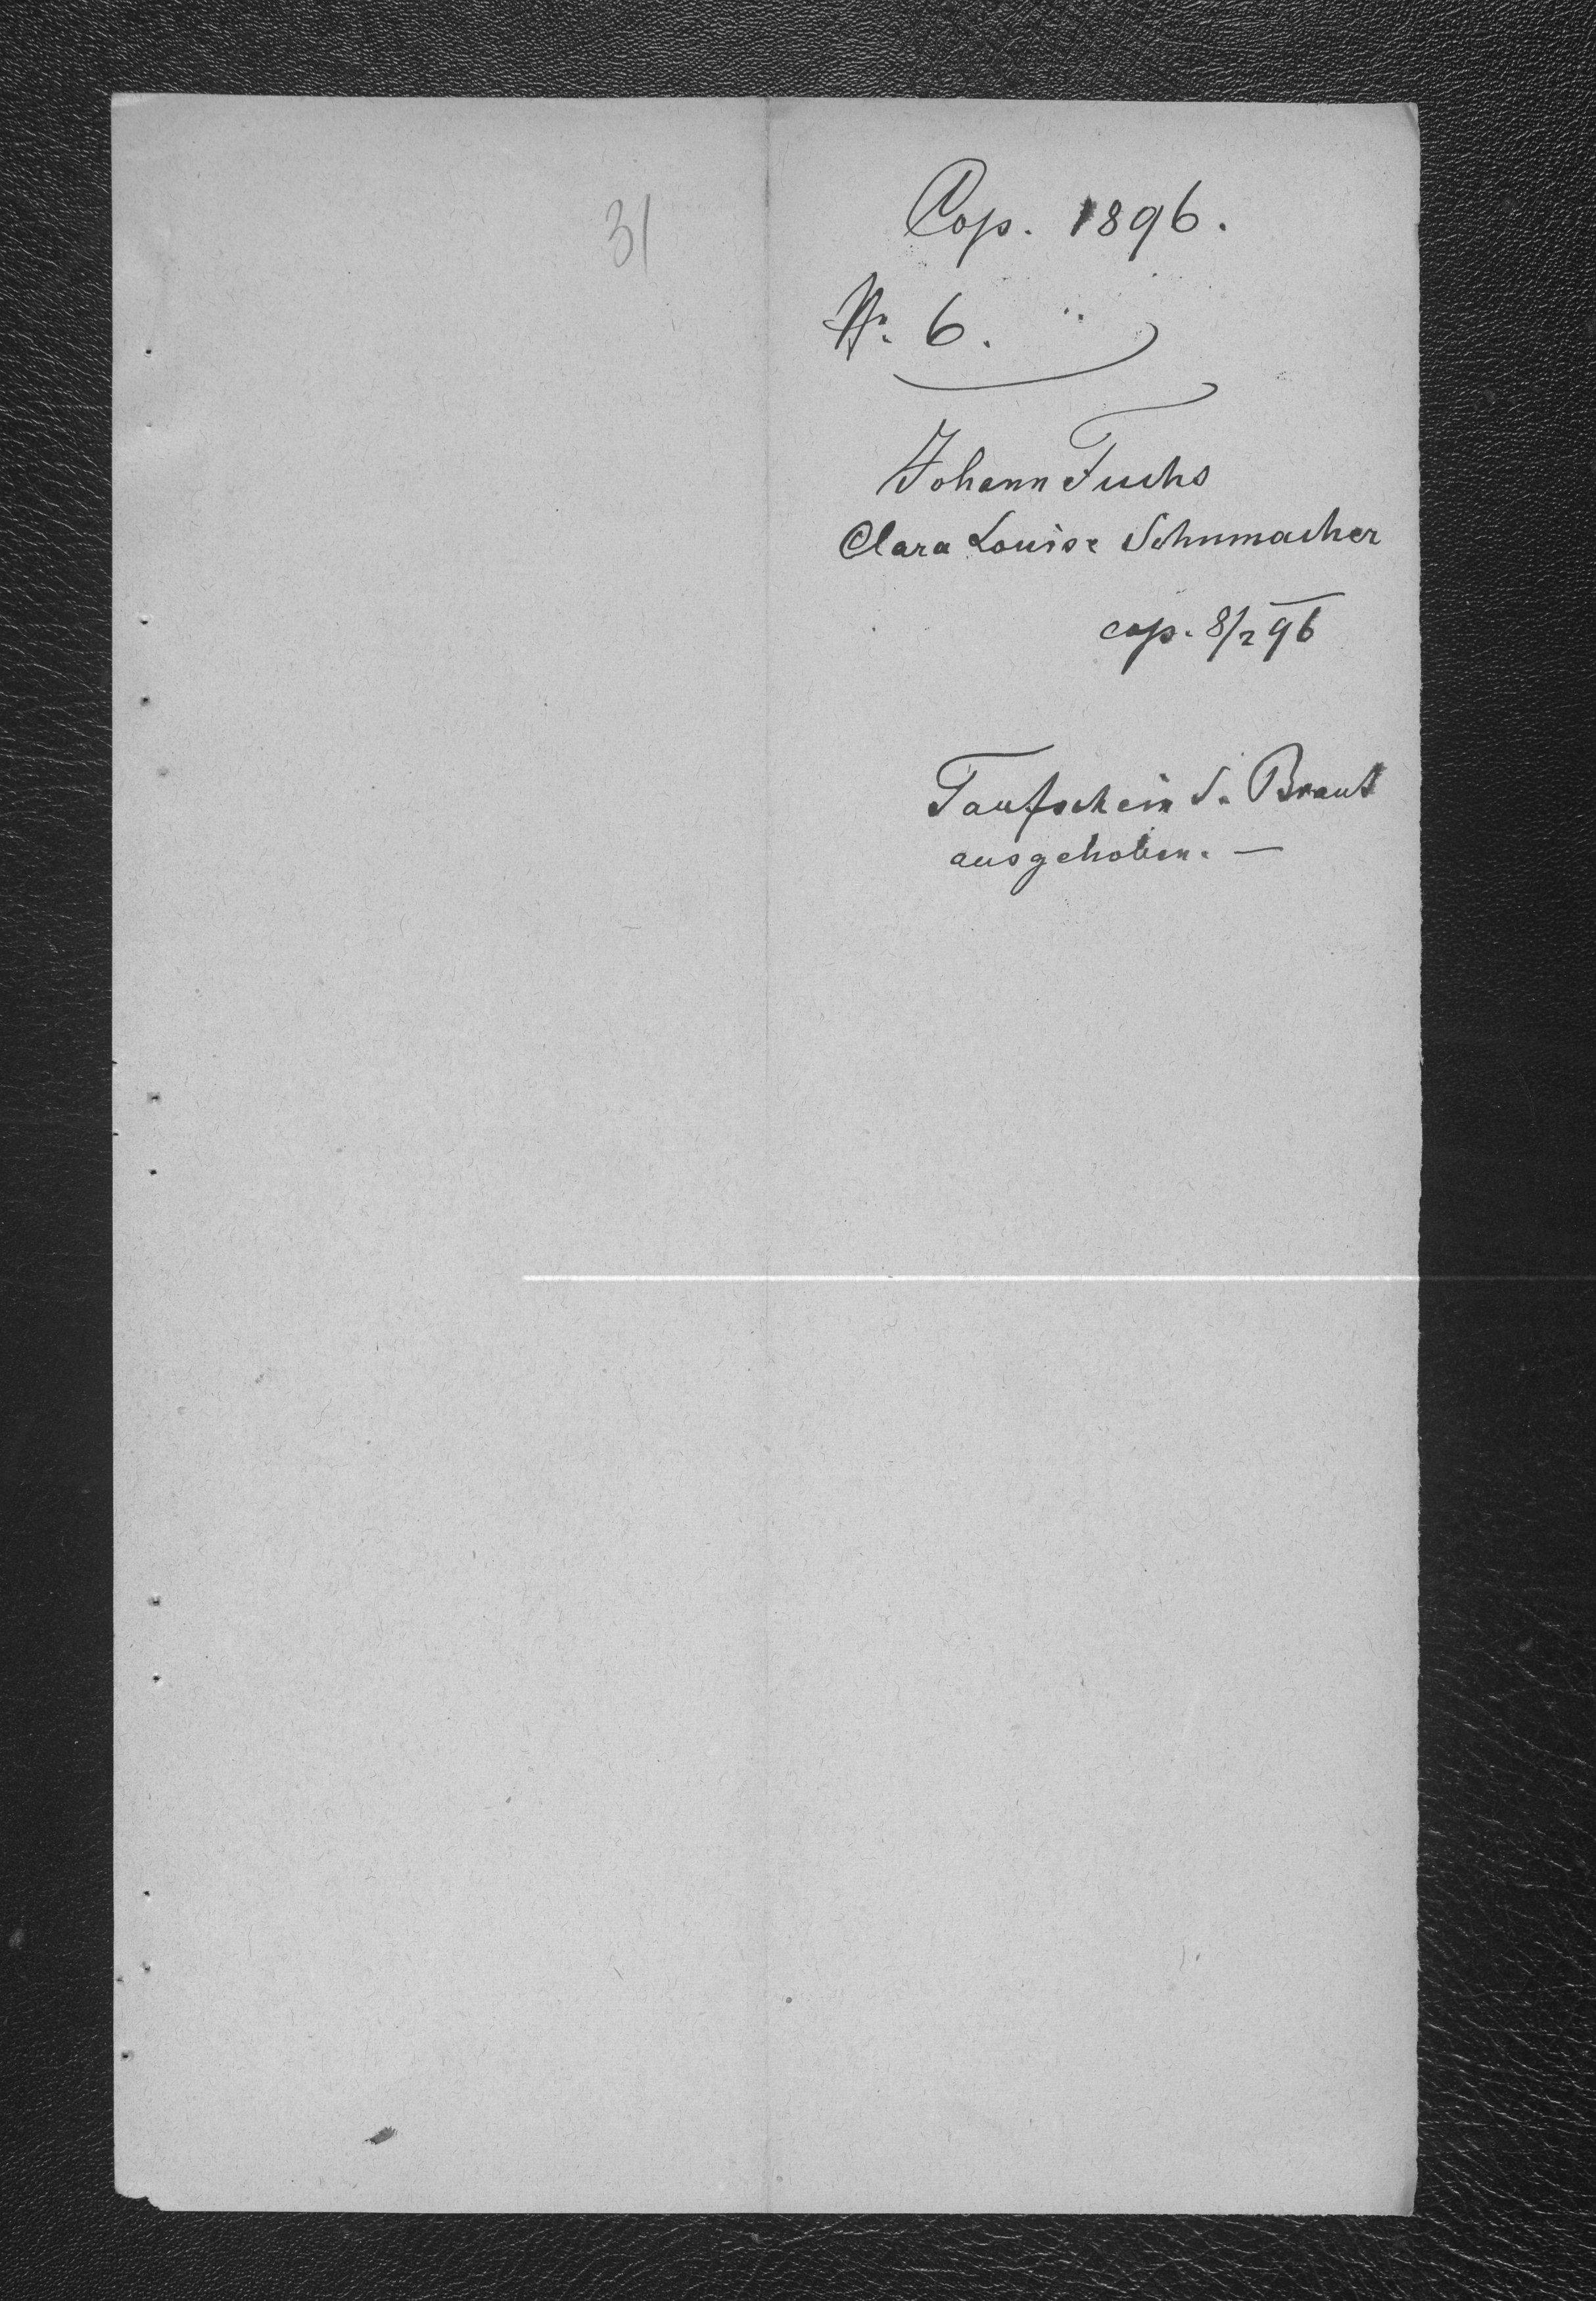 31
Cop. 1896.
№. 6.
Johann Fuchs
Clara Louise Schumacher
cop. 8/2 96
Taufschein d. Braut
ausgehoben. —